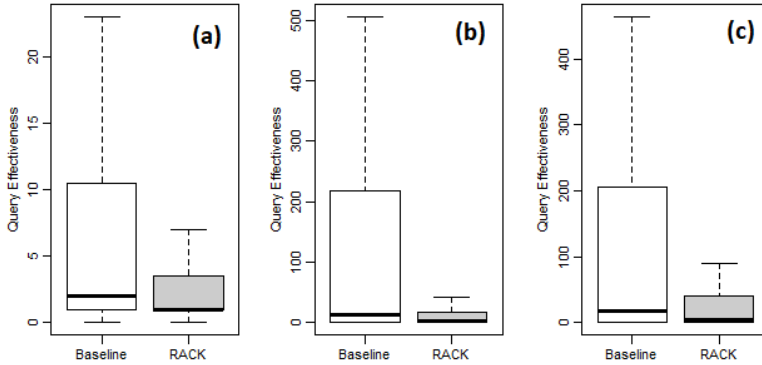 (a)
Query Effectiveness
20
15
10
5
0
Baseline RACK
(b)
Query Effectiveness
500
400
300
200
100
0
Baseline RACK
(c)
Query Effectiveness
400
300
200
100
0
Baseline RACK